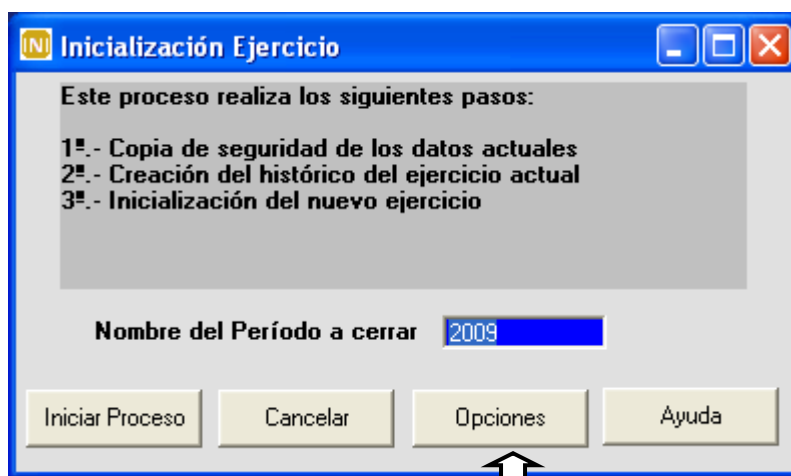 INI Inicialización Ejercicio
Este proceso realiza los siguientes pasos:
1º.- Copia de seguridad de los datos actuales
2º.- Creación del histórico del ejercicio actual
3º.- Inicialización del nuevo ejercicio
Nombre del Período a cerrar 2009
Iniciar Proceso Cancelar Opciones Ayuda